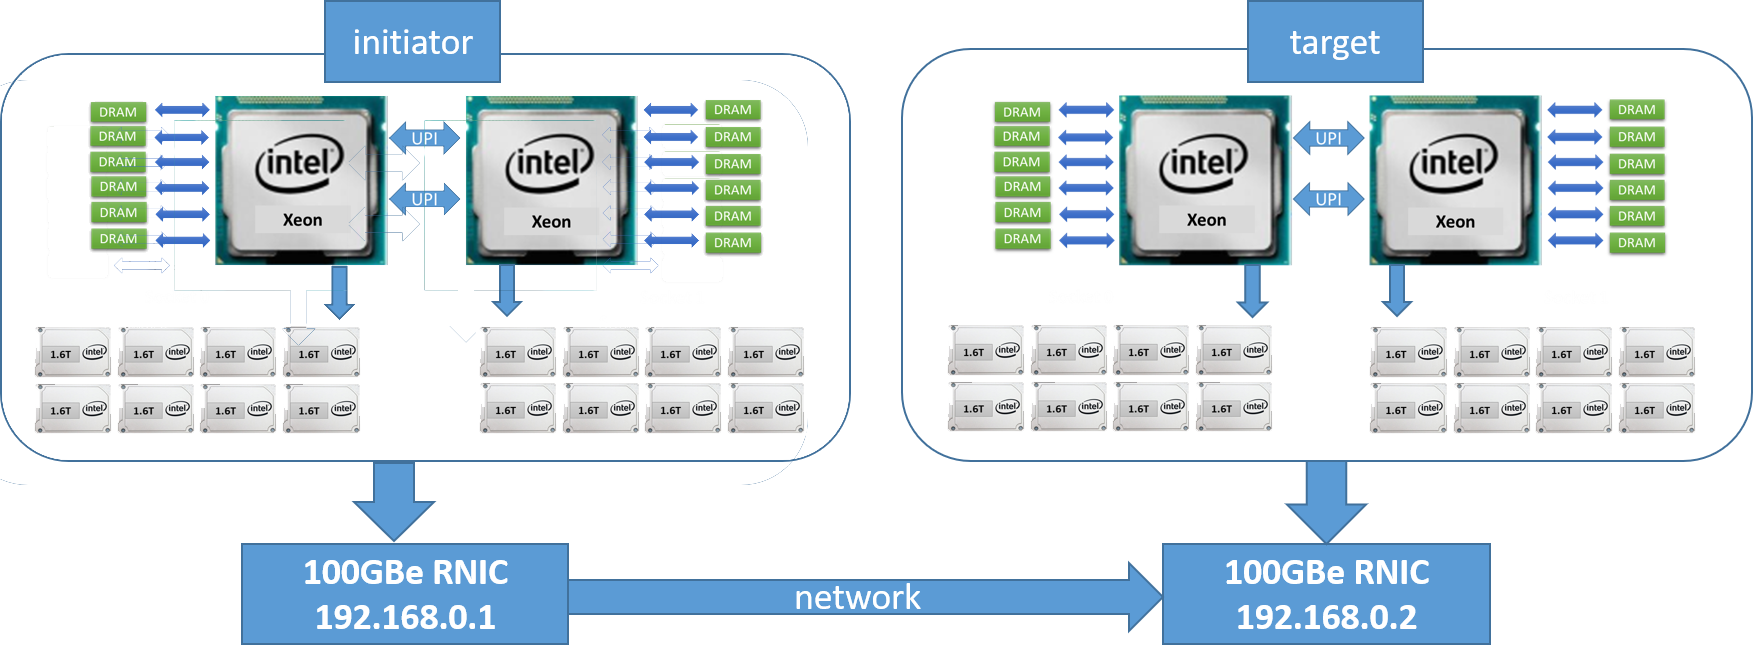 initiator
target
DRAM
DRAM
DRAM
DRAM
DRAM
DRAM
intel
Xeon
UPI
UPI
intel
Xeon
DRAM
DRAM
DRAM
DRAM
DRAM
DRAM
DRAM
DRAM
DRAM
DRAM
DRAM
DRAM
intel
Xeon
UPI
UPI
intel
Xeon
DRAM
DRAM
DRAM
DRAM
DRAM
DRAM
1.6T intel 1.6T intel 1.6T intel 1.6T intel
1.6T intel 1.6T intel 1.6T intel 1.6T intel
1.6T intel 1.6T intel 1.6T intel 1.6T intel
1.6T intel 1.6T intel 1.6T intel 1.6T intel
1.6T intel 1.6T intel 1.6T intel 1.6T intel
1.6T intel 1.6T intel 1.6T intel 1.6T intel
1.6T intel 1.6T intel 1.6T intel 1.6T intel
1.6T intel 1.6T intel 1.6T intel 1.6T intel
100GBe RNIC
192.168.0.1
network
100GBe RNIC
192.168.0.2